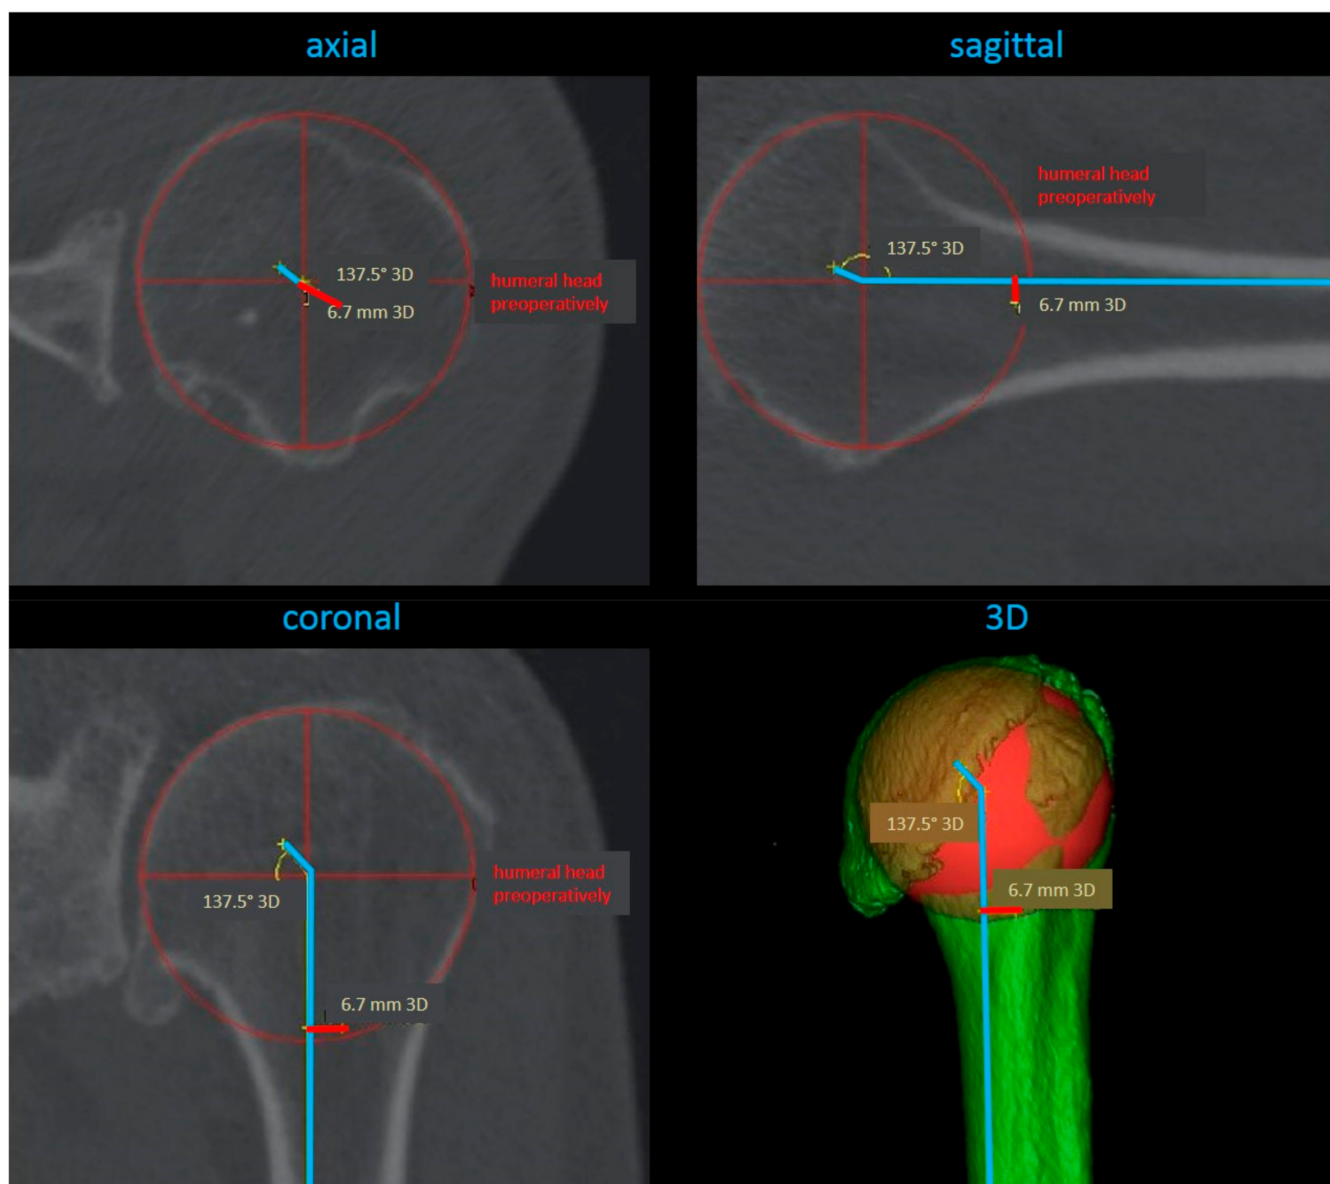 axial
sagittal
humeral head
preoperatively
137.5° 3D
137.5° 3D
humeral head
preoperatively
6.7 mm 3D
6.7 mm 3D
coronal
3D
137.5° 3D
humeral head
preoperatively
137.5° 3D
6.7 mm 3D
6.7 mm 3D